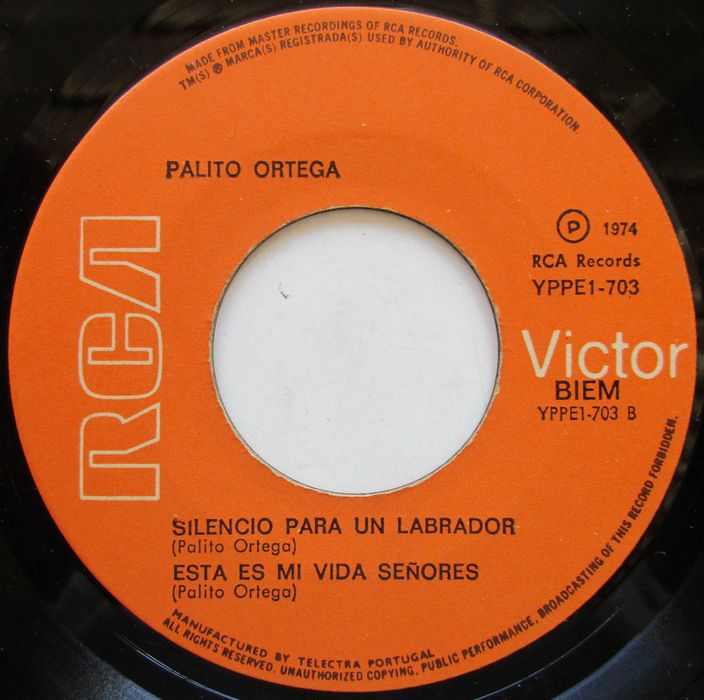 MADE FROM MASTER RECORDINGS OF RCA RECORDS.
TM(S) ® MARCA(S) REGISTRADA(S) USED BY AUTHORITY OF RCA CORPORATION
PALITO ORTEGA
RCA
Ⓟ 1974
RCA Records
YPPE1-703
Victor
BIEM
YPPE1-703 B
SILENCIO PARA UN LABRADOR
(Palito Ortega)
ESTA ES MI VIDA SEÑORES
(Palito Ortega)
MANUFACTURED BY TELECTRA PORTUGAL
ALL RIGHTS RESERVED. UNAUTHORIZED COPYING, PUBLIC PERFORMANCE, BROADCASTING OF THIS RECORD FORBIDDEN.